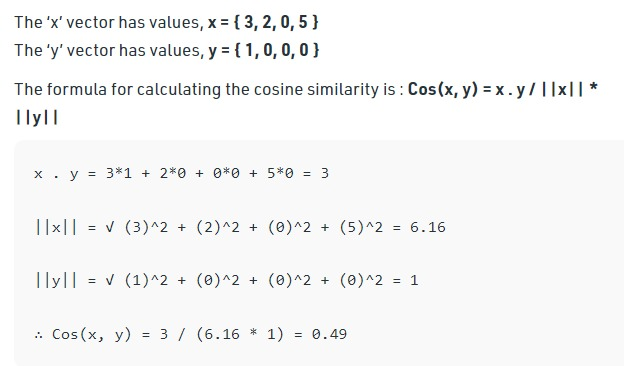 The ‘x’ vector has values, x = { 3, 2, 0, 5 }
The ‘y’ vector has values, y = { 1, 0, 0, 0 }
The formula for calculating the cosine similarity is : Cos(x, y) = x . y / ||x|| *
||y||
x . y = 3*1 + 2*0 + 0*0 + 5*0 = 3
||x|| = √ (3)^2 + (2)^2 + (0)^2 + (5)^2 = 6.16
||y|| = √ (1)^2 + (0)^2 + (0)^2 + (0)^2 = 1
∴ Cos(x, y) = 3 / (6.16 * 1) = 0.49